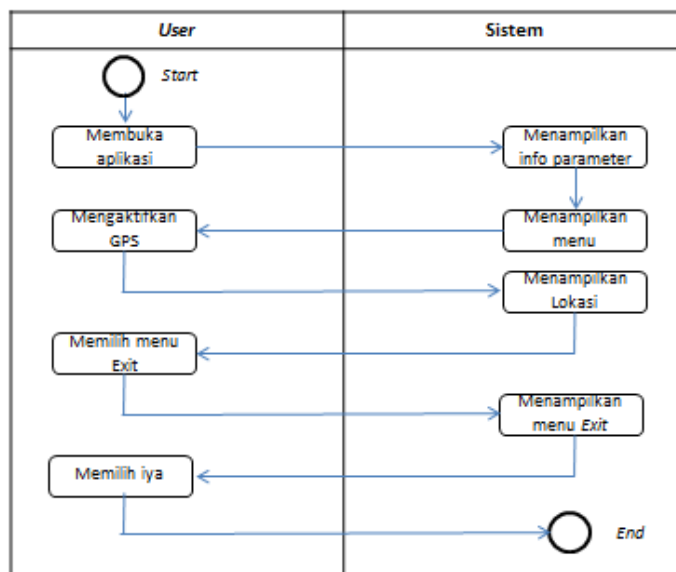 User
Sistem
Start
Membuka
aplikasi
Menampilkan
info parameter
Mengaktifkan
GPS
Menampilkan
menu
Menampilkan
Lokasi
Memilih menu
Exit
Menampilkan
menu Exit
Memilih iya
End